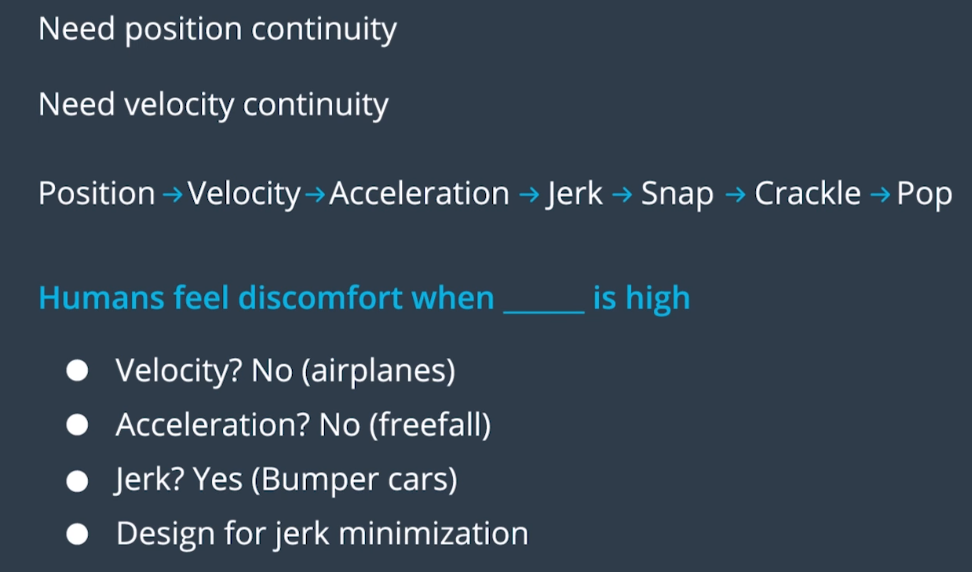 Need position continuity
Need velocity continuity
Position → Velocity → Acceleration → Jerk → Snap → Crackle → Pop
Humans feel discomfort when ______ is high
● Velocity? No (airplanes)
● Acceleration? No (freefall)
● Jerk? Yes (Bumper cars)
● Design for jerk minimization